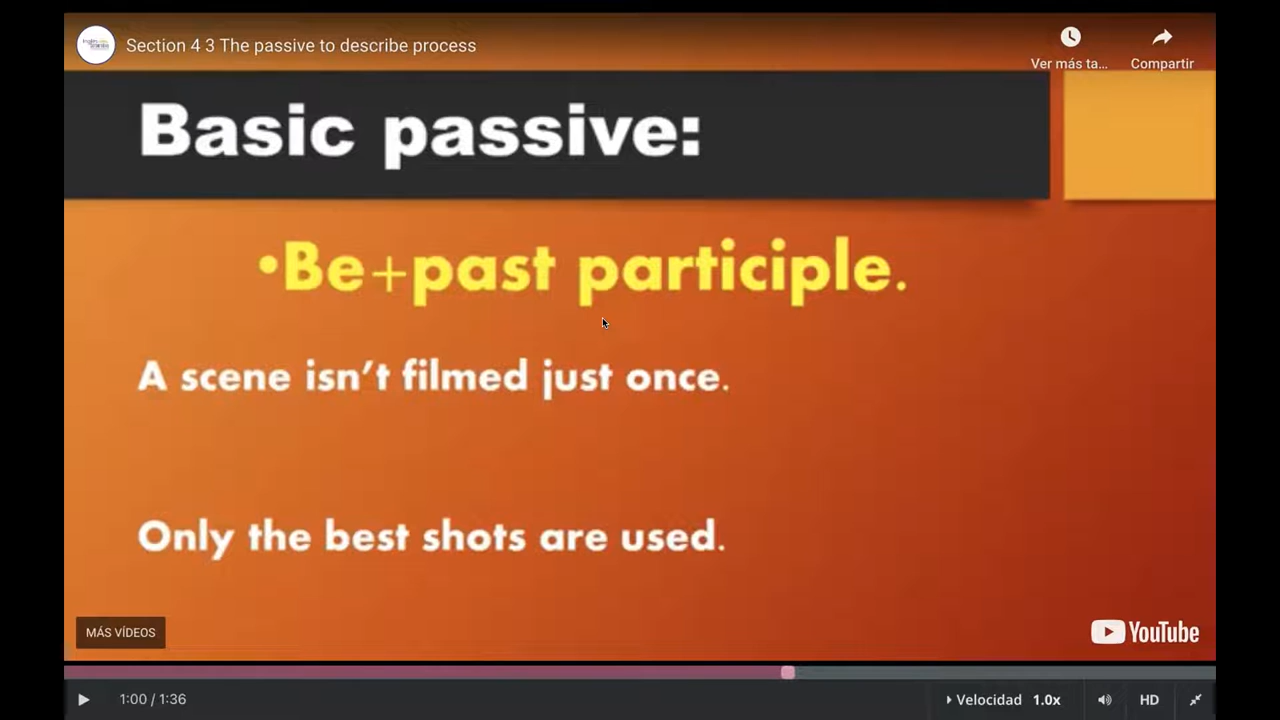 Section 4 3 The passive to describe process
Ver más ta...
Compartir
Basic passive:
•Be+past participle.
A scene isn't filmed just once.
Only the best shots are used.
MÁS VÍDEOS
YouTube
1:00 / 1:36
Velocidad 1.0x
HD